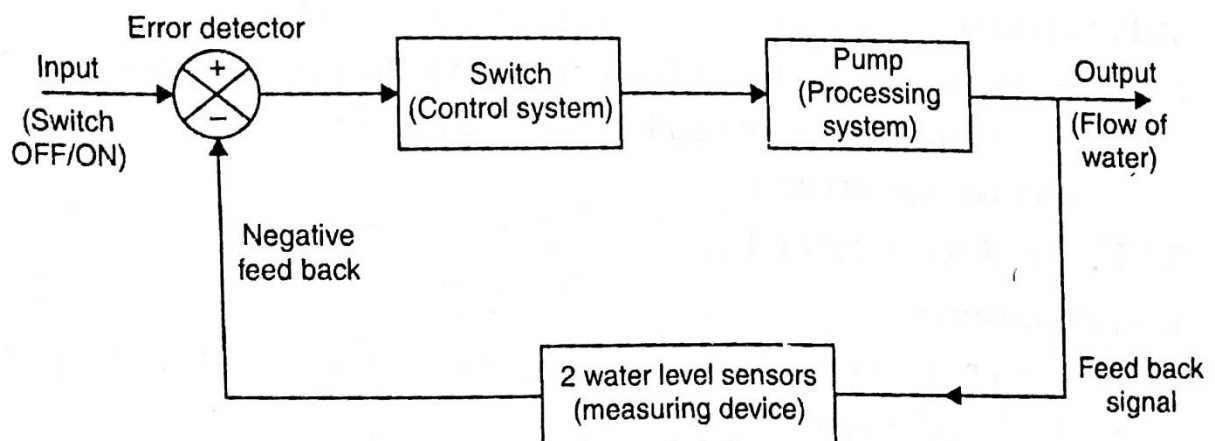 Error detector
Input
(Switch
OFF/ON)
+
−
Switch
(Control system)
Pump
(Processing
system)
Output
(Flow of
water)
Negative
feed back
2 water level sensors
(measuring device)
Feed back
signal